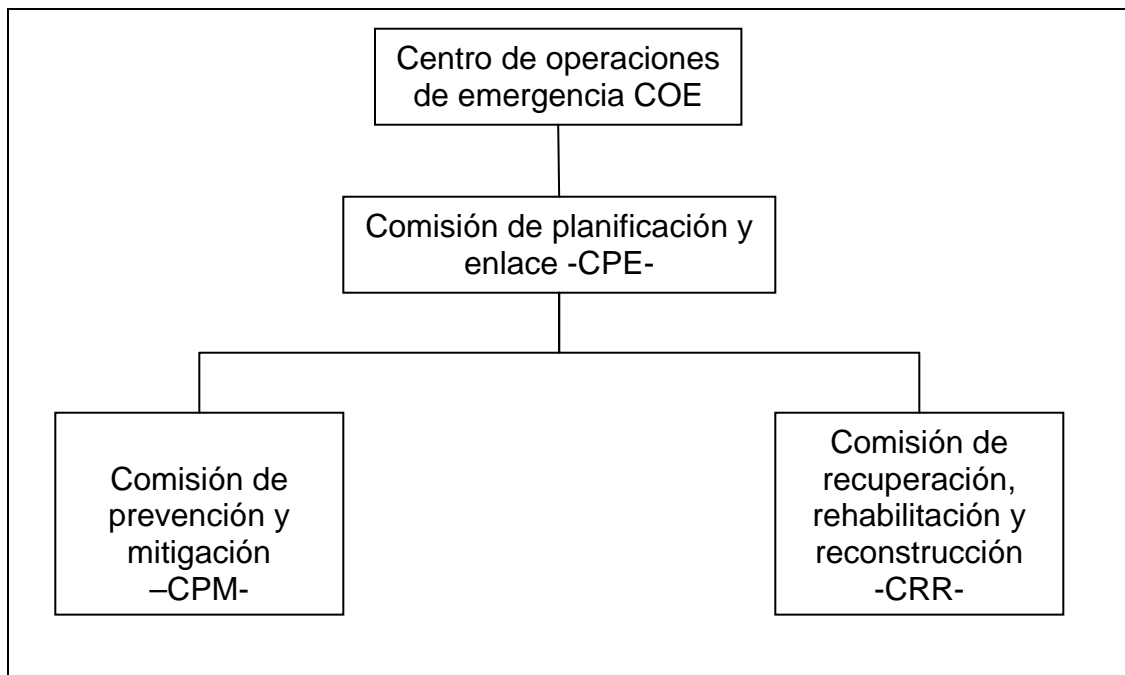 Centro de operaciones
de emergencia COE
Comisión de planificación y
enlace -CPE-
Comisión de
prevención y
mitigación
–CPM-
Comisión de
recuperación,
rehabilitación y
reconstrucción
-CRR-